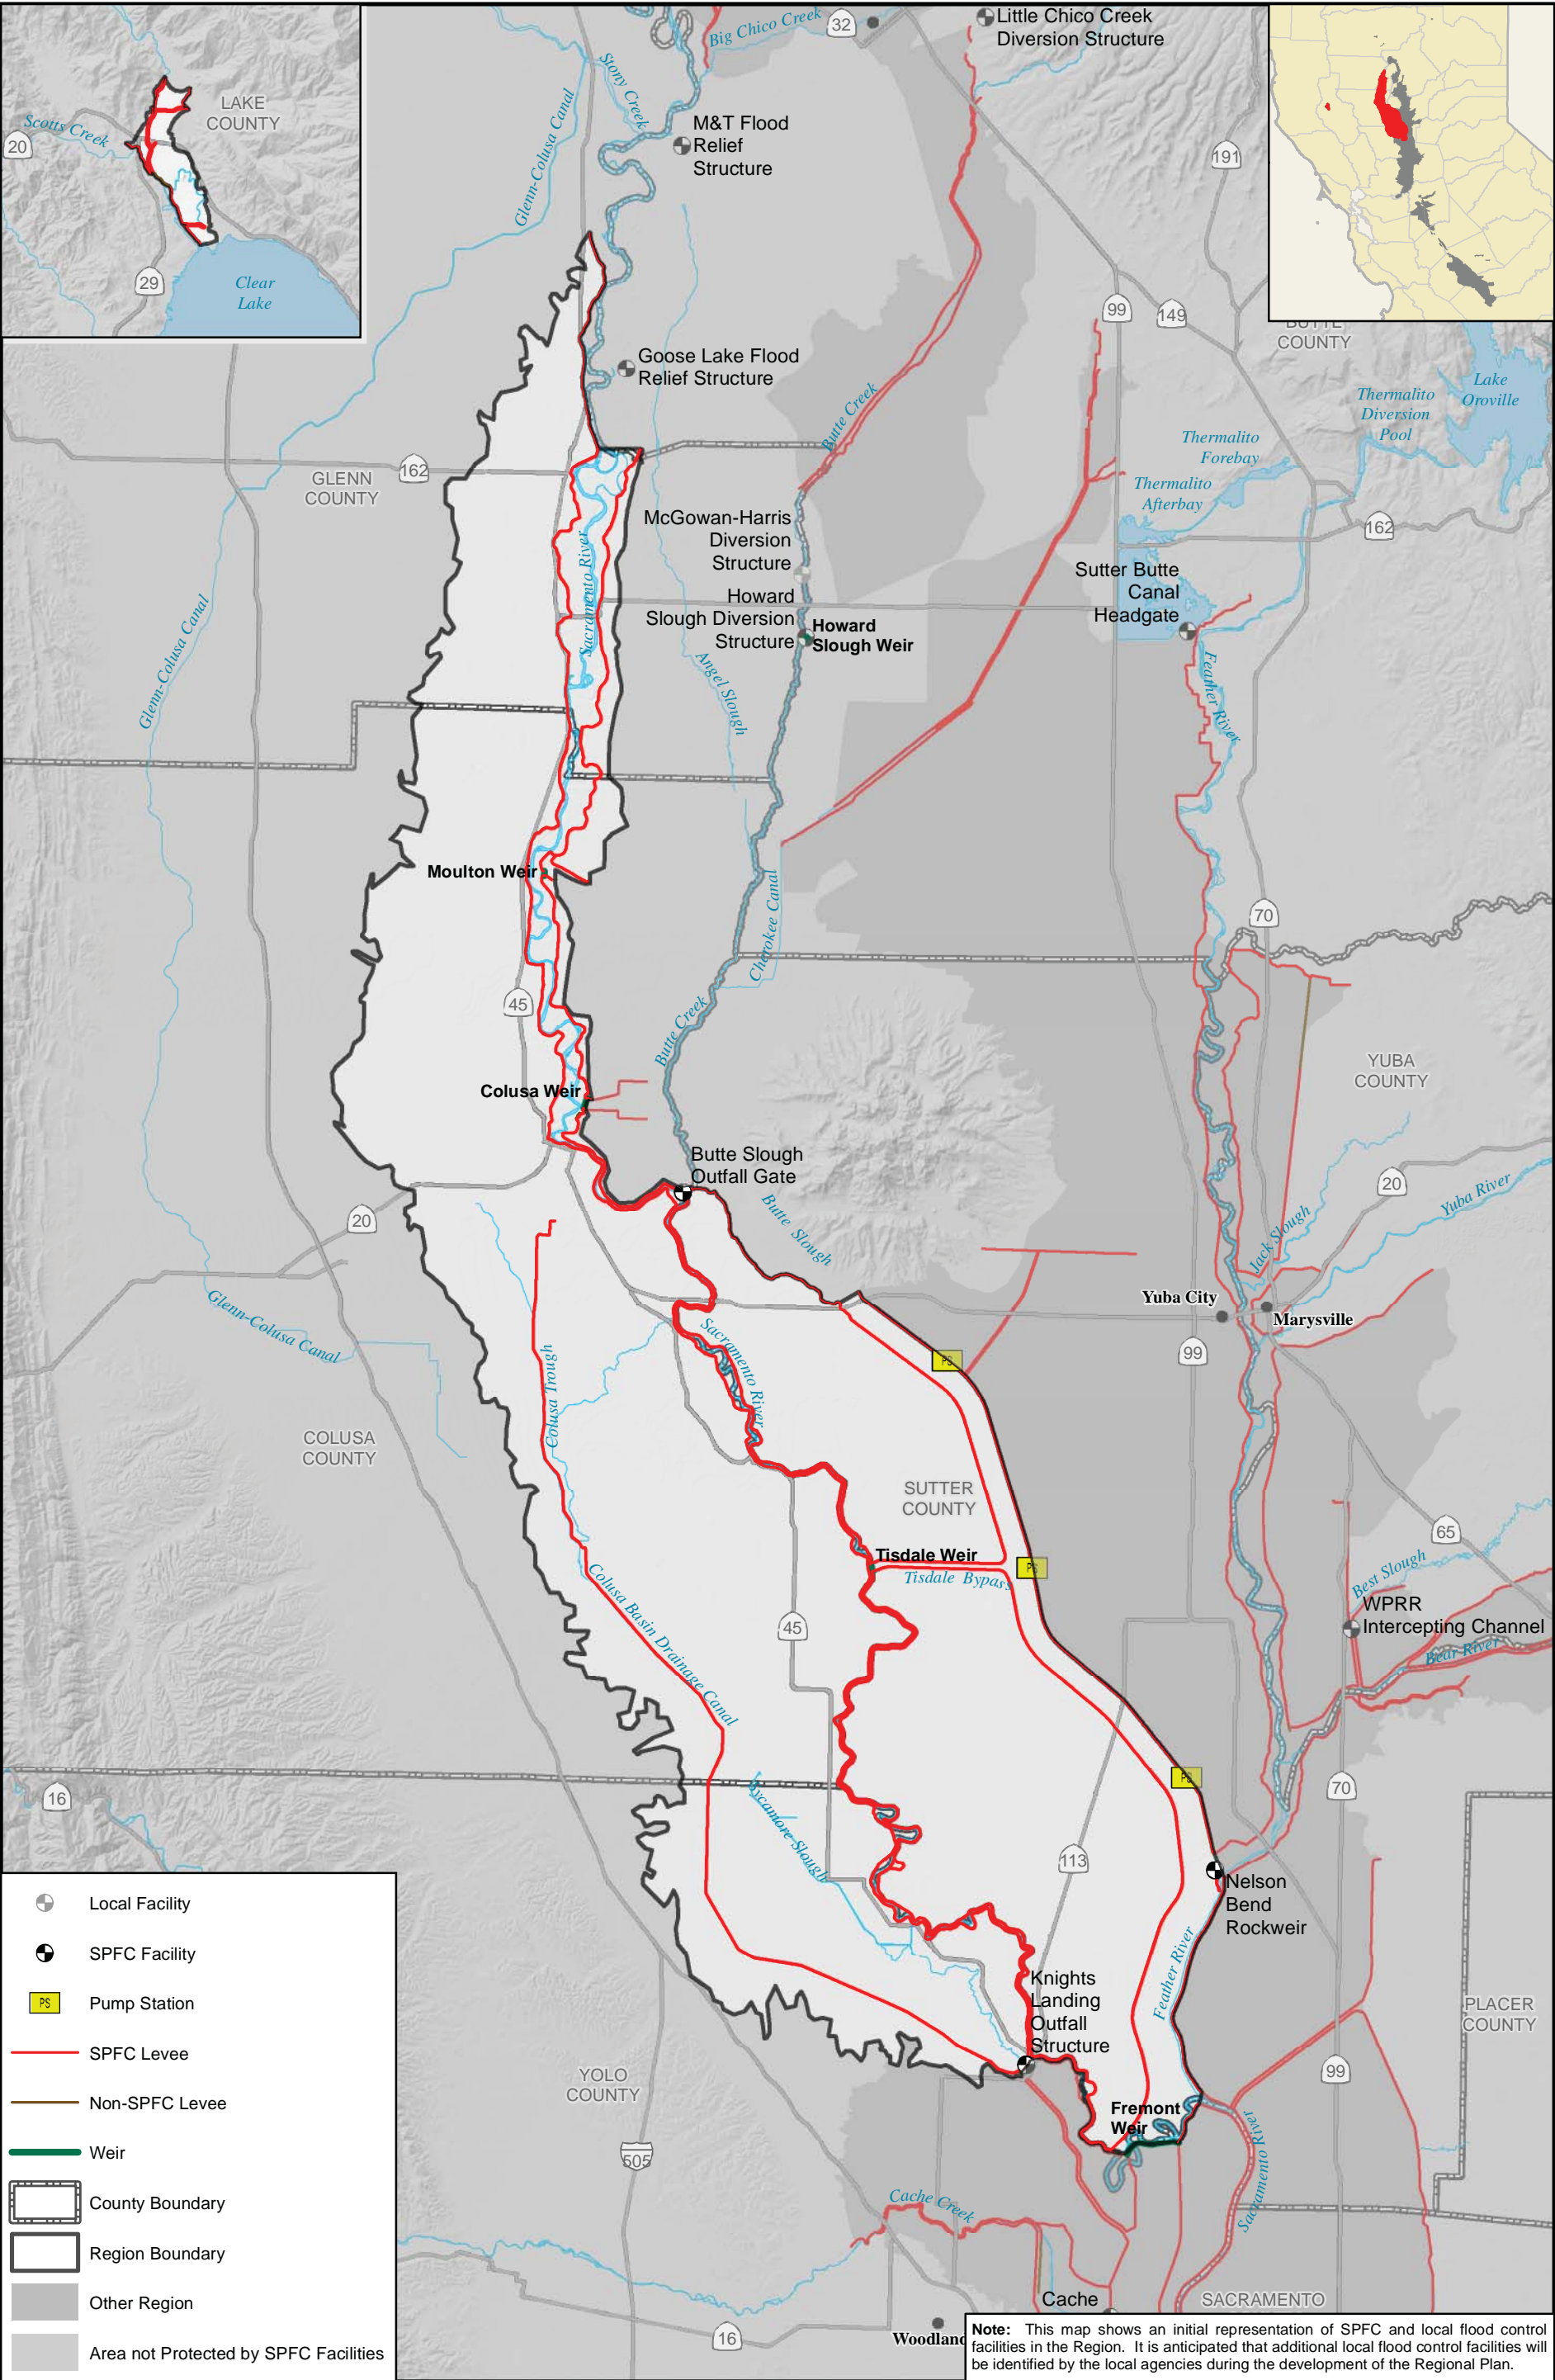 LAKE
COUNTY
Scotts Creek
20
29
Clear
Lake
Big Chico Creek
32
Little Chico Creek
Diversion Structure
Stony Creek
Glenn-Colusa Canal
M&T Flood
Relief
Structure
191
99
149
BUTTE
COUNTY
Goose Lake Flood
Relief Structure
Butte Creek
Thermalito
Diversion
Pool
Lake
Oroville
Thermalito
Forebay
Thermalito
Afterbay
GLENN
COUNTY
162
162
McGowan-Harris
Diversion
Structure
Sacramento River
Howard
Slough Diversion
Structure
Howard
Slough Weir
Sutter Butte
Canal
Headgate
Glenn-Colusa Canal
Angel Slough
Feather River
Moulton Weir
Cherokee Canal
70
45
Butte Creek
YUBA
COUNTY
Colusa Weir
Butte Slough
Outfall Gate
20
20
Yuba River
Butte Slough
Jack Slough
Glenn-Colusa Canal
Yuba City
Marysville
Sacramento River
99
PS
Colusa Trough
COLUSA
COUNTY
SUTTER
COUNTY
65
Tisdale Weir
Tisdale Bypass
PS
Best Slough
Colusa Basin Drainage Canal
45
WPRR
Intercepting Channel
Bear River
16
Sycamore Slough
PS
70
113
Nelson
Bend
Rockweir
Feather River
Knights
Landing
Outfall
Structure
PLACER
COUNTY
YOLO
COUNTY
99
Fremont
Weir
505
Sacramento River
Cache Creek
Cache
SACRAMENTO
16
Woodland
Local Facility
SPFC Facility
PS
Pump Station
SPFC Levee
Non-SPFC Levee
Weir
County Boundary
Region Boundary
Other Region
Area not Protected by SPFC Facilities
Note: This map shows an initial representation of SPFC and local flood control
facilities in the Region. It is anticipated that additional local flood control facilities will
be identified by the local agencies during the development of the Regional Plan.